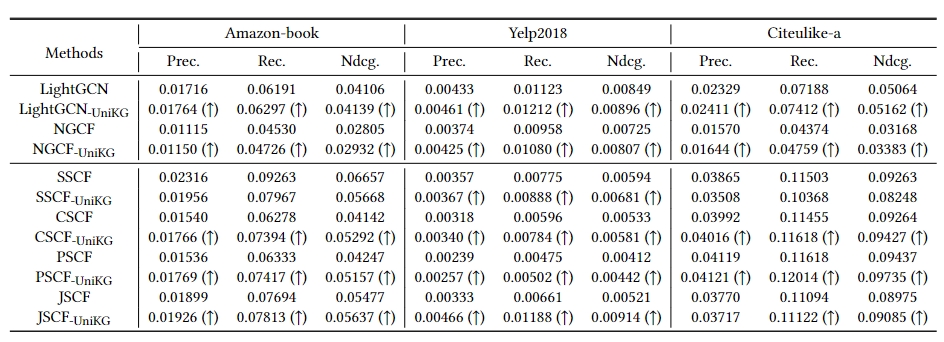 Methods Amazon-book Yelp2018 Citeulike-a
Prec. Rec. Ndcg. Prec. Rec. Ndcg. Prec. Rec. Ndcg.
LightGCN 0.01716 0.06191 0.04106 0.00433 0.01123 0.00849 0.02329 0.07188 0.05064
LightGCN-UniKG 0.01764 (↑) 0.06297 (↑) 0.04139 (↑) 0.00461 (↑) 0.01212 (↑) 0.00896 (↑) 0.02411 (↑) 0.07412 (↑) 0.05162 (↑)
NGCF 0.01115 0.04530 0.02805 0.00374 0.00958 0.00725 0.01570 0.04374 0.03168
NGCF-UniKG 0.01150 (↑) 0.04726 (↑) 0.02932 (↑) 0.00425 (↑) 0.01080 (↑) 0.00807 (↑) 0.01644 (↑) 0.04759 (↑) 0.03383 (↑)
SSCF 0.02316 0.09263 0.06657 0.00357 0.00775 0.00594 0.03865 0.11503 0.09263
SSCF-UniKG 0.01956 0.07967 0.05668 0.00367 (↑) 0.00888 (↑) 0.00681 (↑) 0.03508 0.10368 0.08248
CSCF 0.01540 0.06278 0.04142 0.00318 0.00596 0.00533 0.03992 0.11455 0.09264
CSCF-UniKG 0.01766 (↑) 0.07394 (↑) 0.05292 (↑) 0.00340 (↑) 0.00784 (↑) 0.00581 (↑) 0.04016 (↑) 0.11618 (↑) 0.09427 (↑)
PSCF 0.01536 0.06333 0.04247 0.00239 0.00475 0.00412 0.04119 0.11618 0.09437
PSCF-UniKG 0.01769 (↑) 0.07417 (↑) 0.05157 (↑) 0.00257 (↑) 0.00502 (↑) 0.00442 (↑) 0.04121 (↑) 0.12014 (↑) 0.09735 (↑)
JSCF 0.01899 0.07694 0.05477 0.00333 0.00661 0.00521 0.03770 0.11094 0.08975
JSCF-UniKG 0.01926 (↑) 0.07813 (↑) 0.05637 (↑) 0.00466 (↑) 0.01188 (↑) 0.00914 (↑) 0.03717 0.11122 (↑) 0.09085 (↑)